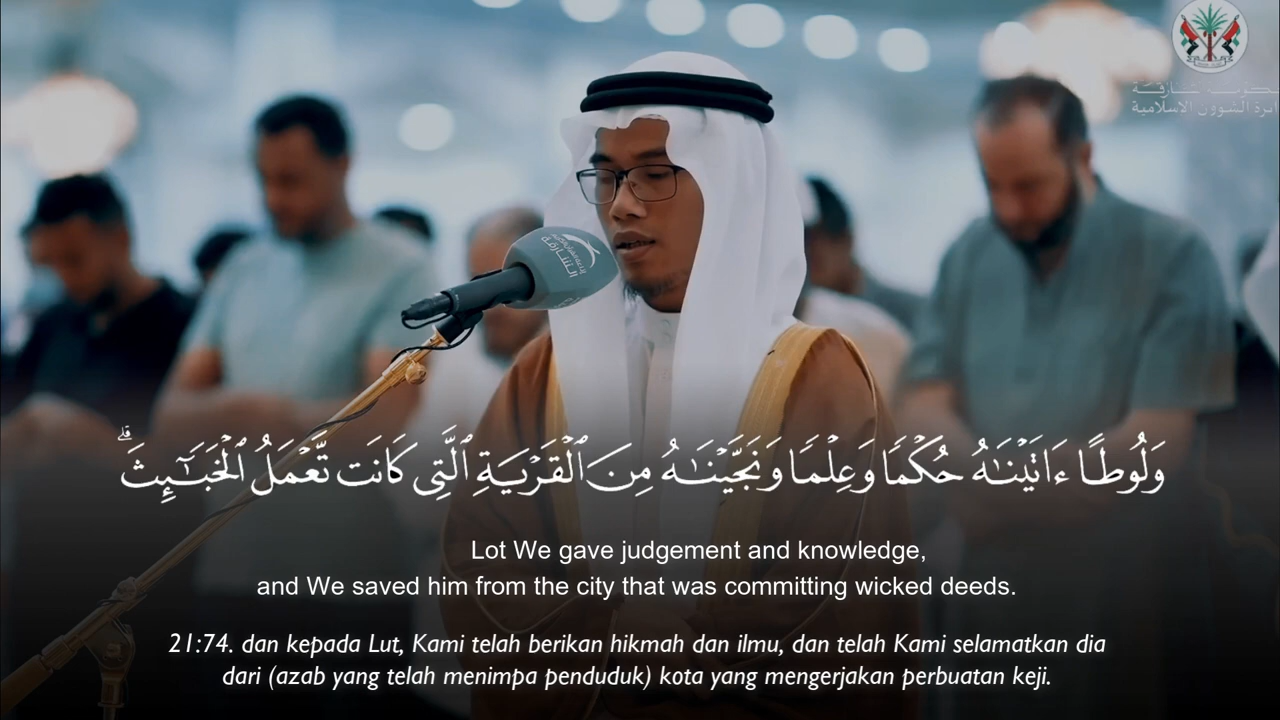 الشارقة
وَلُوطًا ءَاتَيْنَٰهُ حُكْمًا وَعِلْمًا وَنَجَّيْنَٰهُ مِنَ ٱلْقَرْيَةِ ٱلَّتِى كَانَت تَّعْمَلُ ٱلْخَبَٰٓئِثَ ۗ
Lot We gave judgement and knowledge,
and We saved him from the city that was committing wicked deeds.
21:74. dan kepada Lut, Kami telah berikan hikmah dan ilmu, dan telah Kami selamatkan dia
dari (azab yang telah menimpa penduduk) kota yang mengerjakan perbuatan keji.